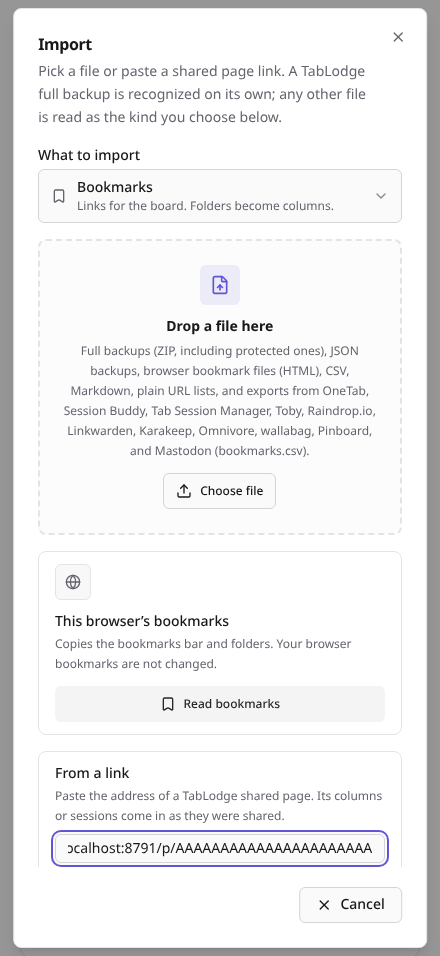 Import
Pick a file or paste a shared page link. A TabLodge
full backup is recognized on its own; any other file
is read as the kind you choose below.
What to import
Bookmarks
Links for the board. Folders become columns.
Drop a file here
Full backups (ZIP, including protected ones), JSON
backups, browser bookmark files (HTML), CSV,
Markdown, plain URL lists, and exports from OneTab,
Session Buddy, Tab Session Manager, Toby, Raindrop.io,
Linkwarden, Karakeep, Omnivore, wallabag, Pinboard,
and Mastodon (bookmarks.csv).
Choose file
This browser’s bookmarks
Copies the bookmarks bar and folders. Your browser
bookmarks are not changed.
Read bookmarks
From a link
Paste the address of a TabLodge shared page. Its columns
or sessions come in as they were shared.
ocalhost:8791/p/AAAAAAAAAAAAAAAAAAAAAA
Cancel